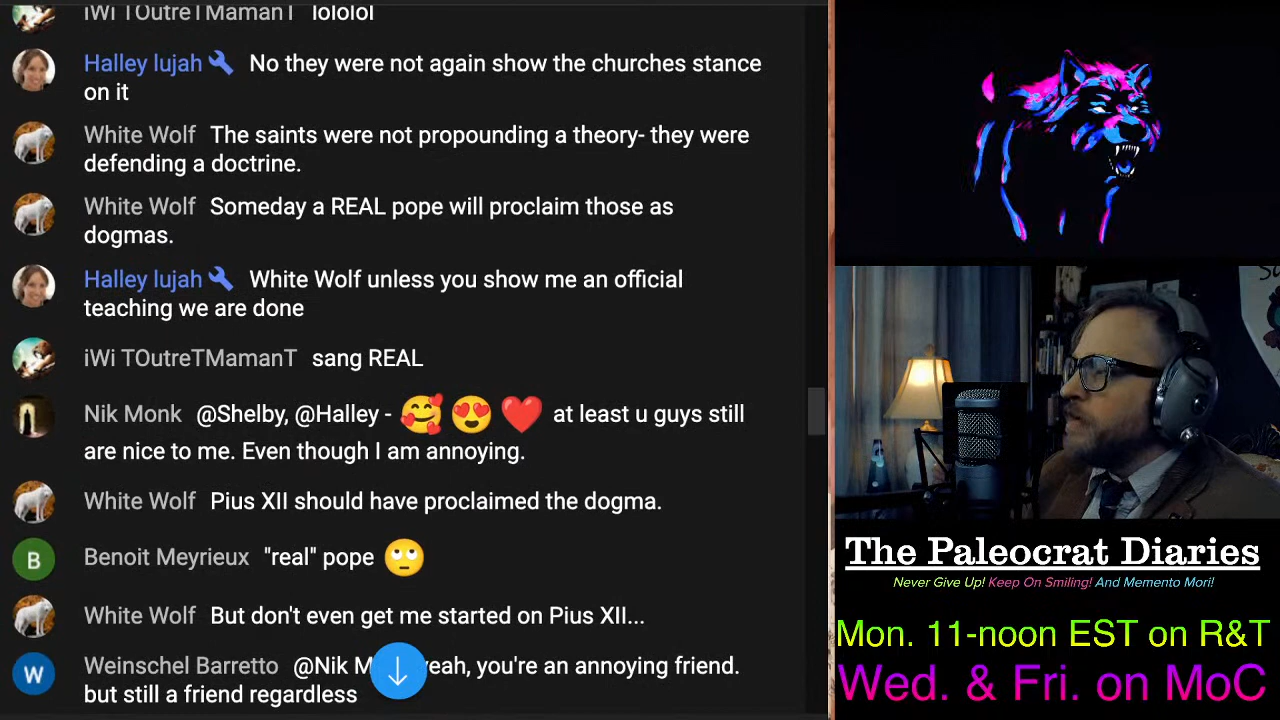 iWi TOutreTMamanT lololol
Halley lujah No they were not again show the churches stance
on it
White Wolf The saints were not propounding a theory- they were
defending a doctrine.
White Wolf Someday a REAL pope will proclaim those as
dogmas.
Halley lujah White Wolf unless you show me an official
teaching we are done
iWi TOutreTMamanT sang REAL
Nik Monk @Shelby, @Halley - 🥰 😍 ❤️ at least u guys still
are nice to me. Even though I am annoying.
White Wolf Pius XII should have proclaimed the dogma.
B
Benoit Meyrieux "real" pope 🙄
White Wolf But don't even get me started on Pius XII...
W
Weinschel Barretto @Nik yeah, you're an annoying friend.
but still a friend regardless
The Paleocrat Diaries
Never Give Up! Keep On Smiling! And Memento Mori!
Mon. 11-noon EST on R&T
Wed. & Fri. on MoC